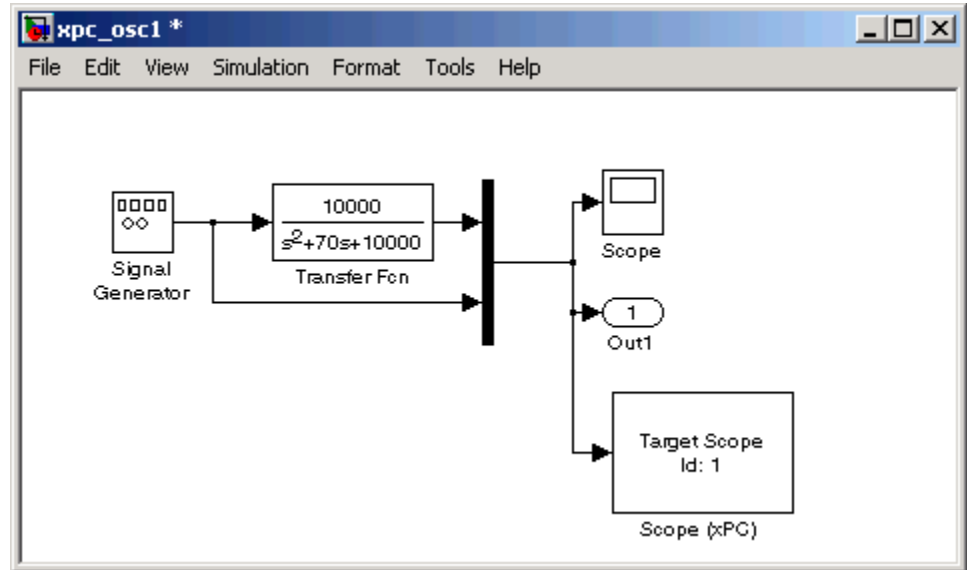 xpc_osc1 *
File Edit View Simulation Format Tools Help
10000
s²+70s+10000
Transfer Fcn
Signal
Generator
Scope
1
Out1
Target Scope
Id: 1
Scope (xPC)